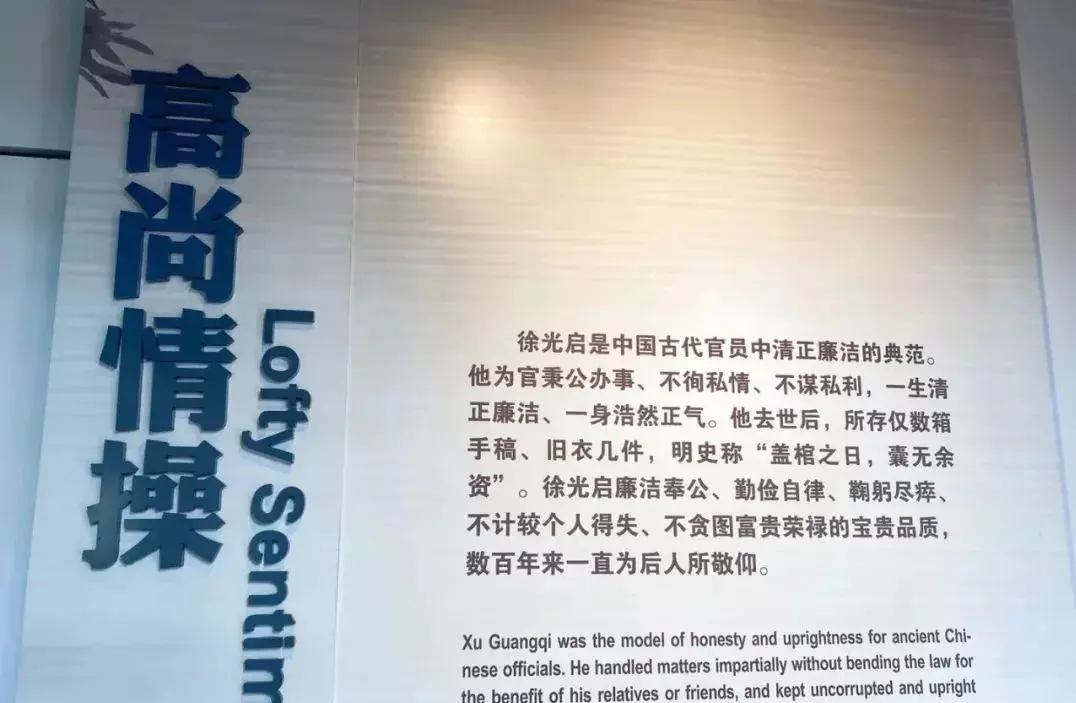 高尚情操
Lofty Sentim
徐光启是中国古代官员中清正廉洁的典范。
他为官秉公办事、不徇私情、不谋私利，一生清
正廉洁、一身浩然正气。他去世后，所存仅数箱
手稿、旧衣几件，明史称“盖棺之日，囊无余
资”。徐光启廉洁奉公、勤俭自律、鞠躬尽瘁、
不计较个人得失、不贪图富贵荣禄的宝贵品质，
数百年来一直为后人所敬仰。
Xu Guangqi was the model of honesty and uprightness for ancient Chi-
nese officials. He handled matters impartially without bending the law for
the benefit of his relatives or friends, and kept uncorrupted and upright